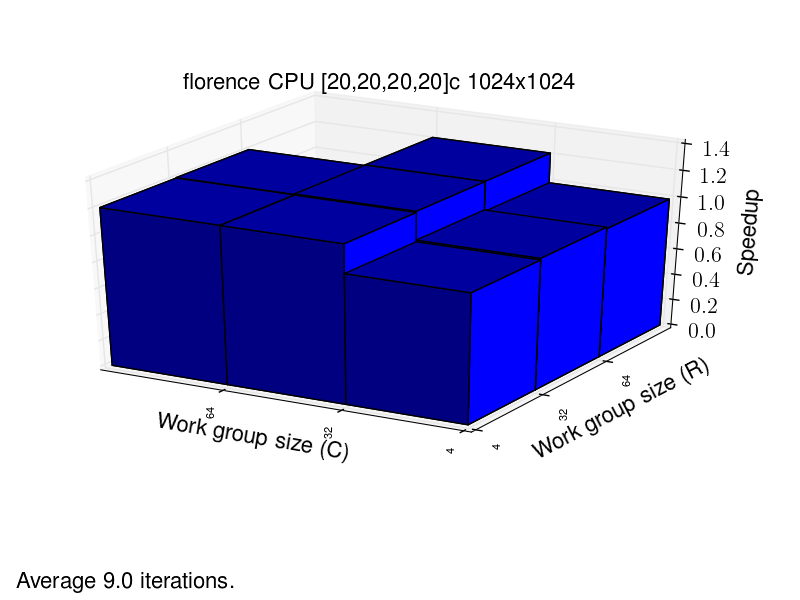 florence CPU [20,20,20,20]c 1024x1024
1.4
1.2
1.0
0.8
0.6
0.4
0.2
0.0
Speedup
64
32
4
Work group size (C)
4
32
64
Work group size (R)
Average 9.0 iterations.